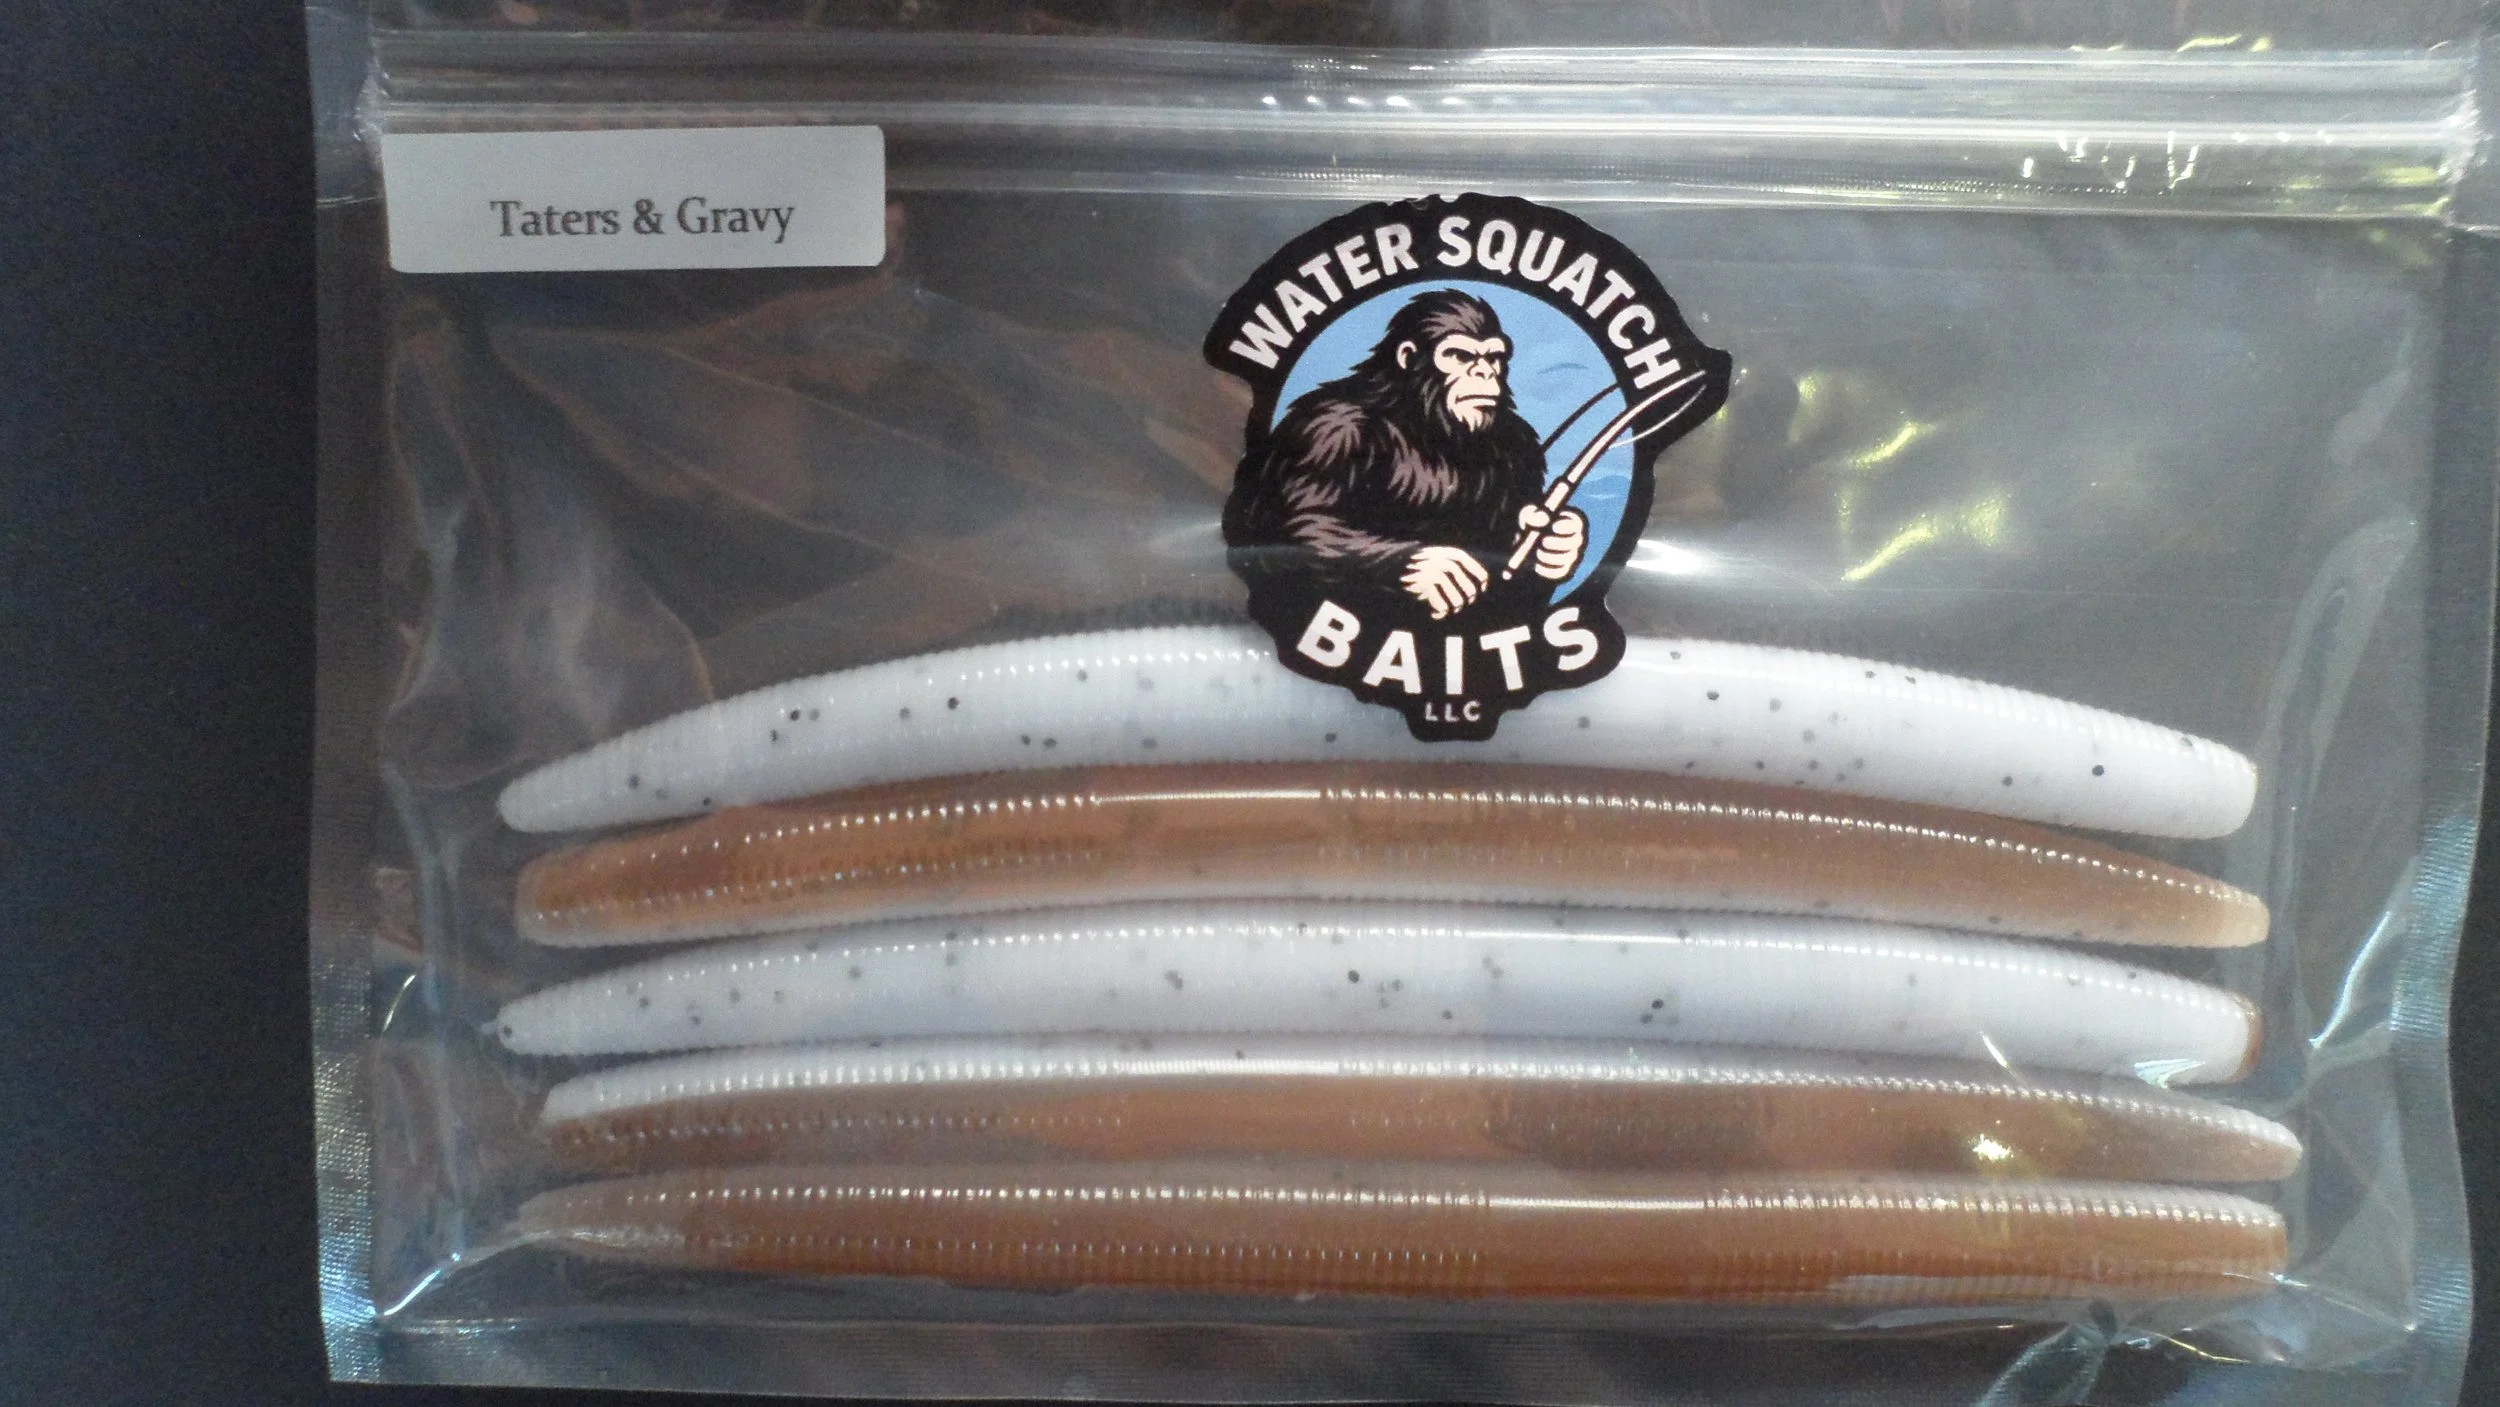 Taters & Gravy
WATER SQUATCH
BAITS
LLC